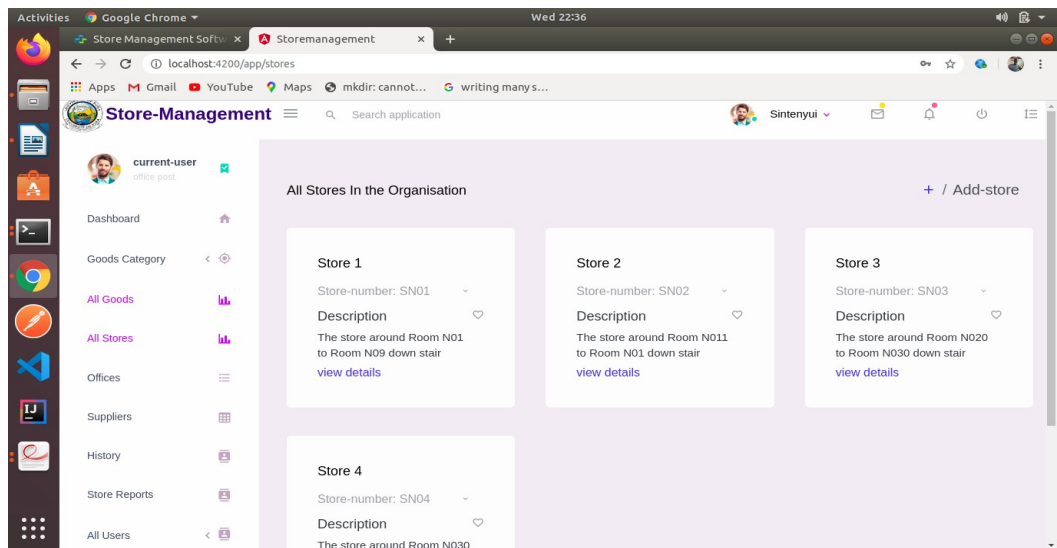 Activities
Google Chrome
Wed 22:36
Store Management Softw
Storemanagement
localhost:4200/app/stores
Apps
Gmail
YouTube
Maps
mkdir: cannot...
writing many s...
Store-Management
Search application
Sintenyui
current-user
office post
All Stores In the Organisation
+ / Add-store
Dashboard
Goods Category
All Goods
All Stores
Offices
Suppliers
History
Store Reports
All Users
Store 1
Store-number: SN01
Description
The store around Room N01
to Room N09 down stair
view details
Store 2
Store-number: SN02
Description
The store around Room N011
to Room N01 down stair
view details
Store 3
Store-number: SN03
Description
The store around Room N020
to Room N030 down stair
view details
Store 4
Store-number: SN04
Description
The store around Room N030